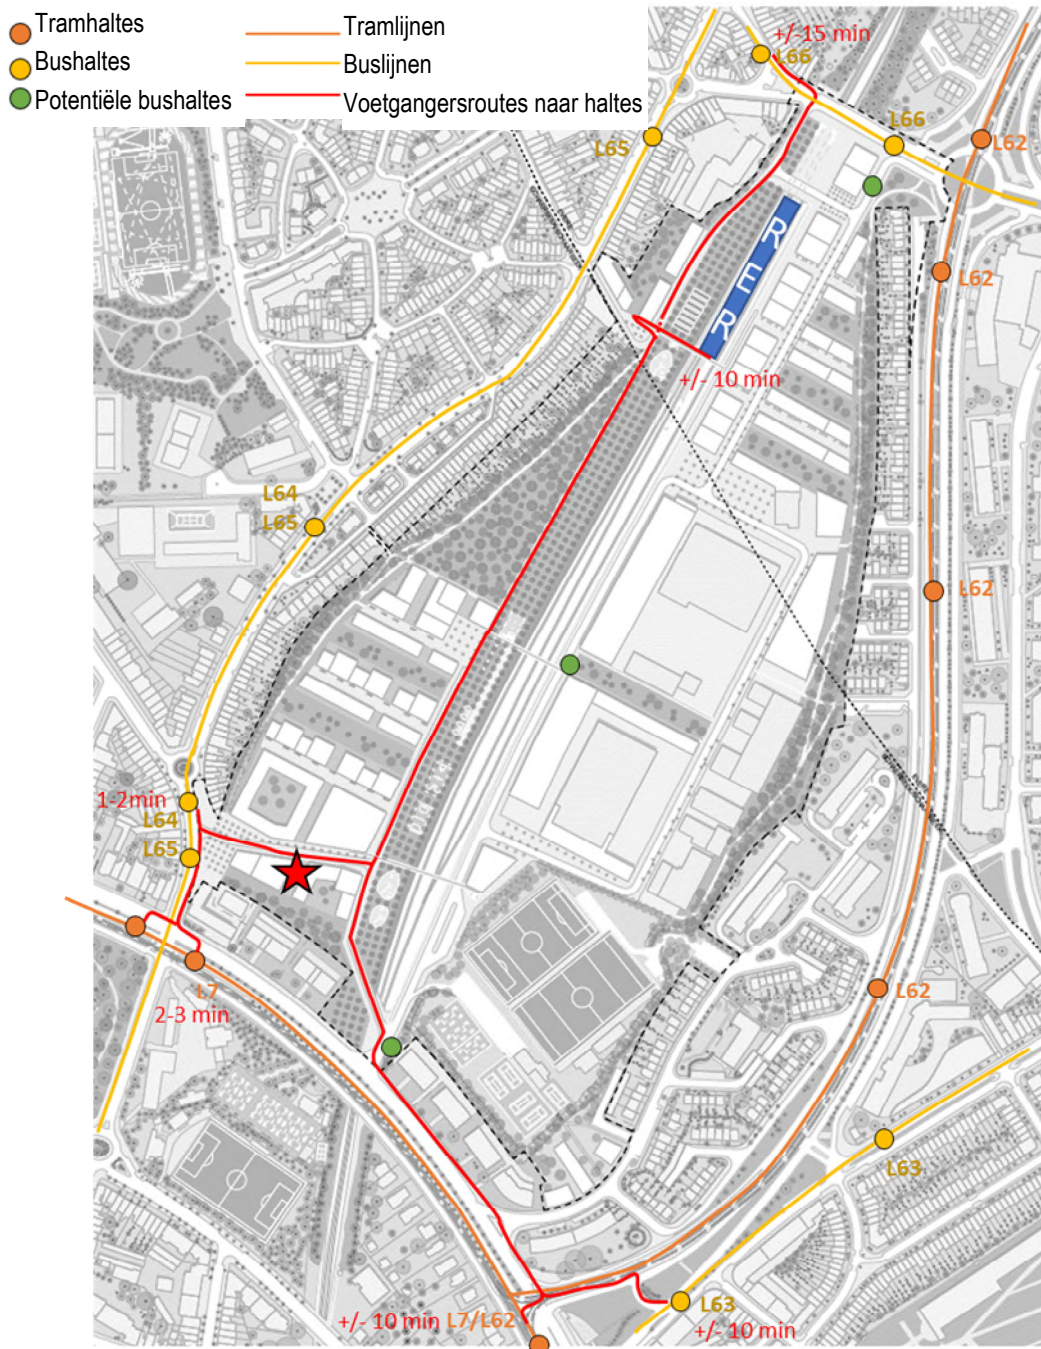 Tramhaltes
Tramlijnen
Bushaltes
Buslijnen
Potentiële bushaltes
Voetgangersroutes naar haltes
+/-15 min
L66
L66
L62
L65
RER
L62
+/- 10 min
L64
L65
L62
1-2min
L64
L65
L7
2-3 min
L62
L63
L63
+/- 10 min
L7/L62
+/- 10 min